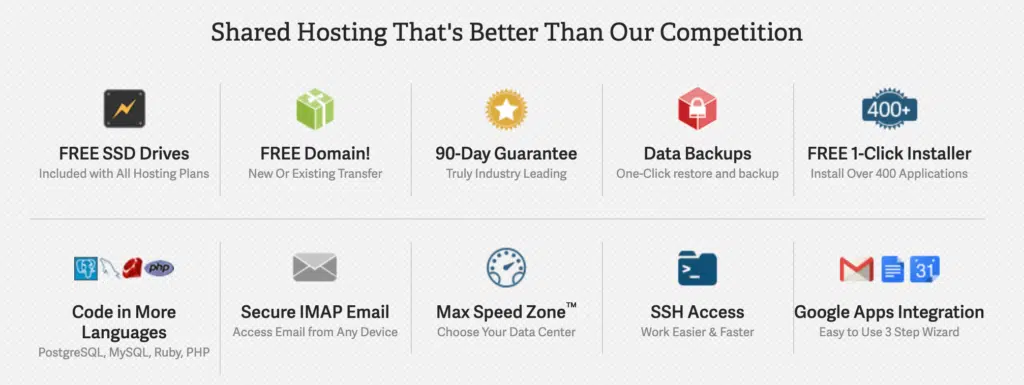 Shared Hosting That's Better Than Our Competition
FREE SSD Drives
Included with All Hosting Plans
FREE Domain!
New Or Existing Transfer
90-Day Guarantee
Truly Industry Leading
Data Backups
One-Click restore and backup
400+
FREE 1-Click Installer
Install Over 400 Applications
php
Code in More
Languages
PostgreSQL, MySQL, Ruby, PHP
Secure IMAP Email
Access Email from Any Device
Max Speed Zone™
Choose Your Data Center
>_
SSH Access
Work Easier & Faster
31
Google Apps Integration
Easy to Use 3 Step Wizard